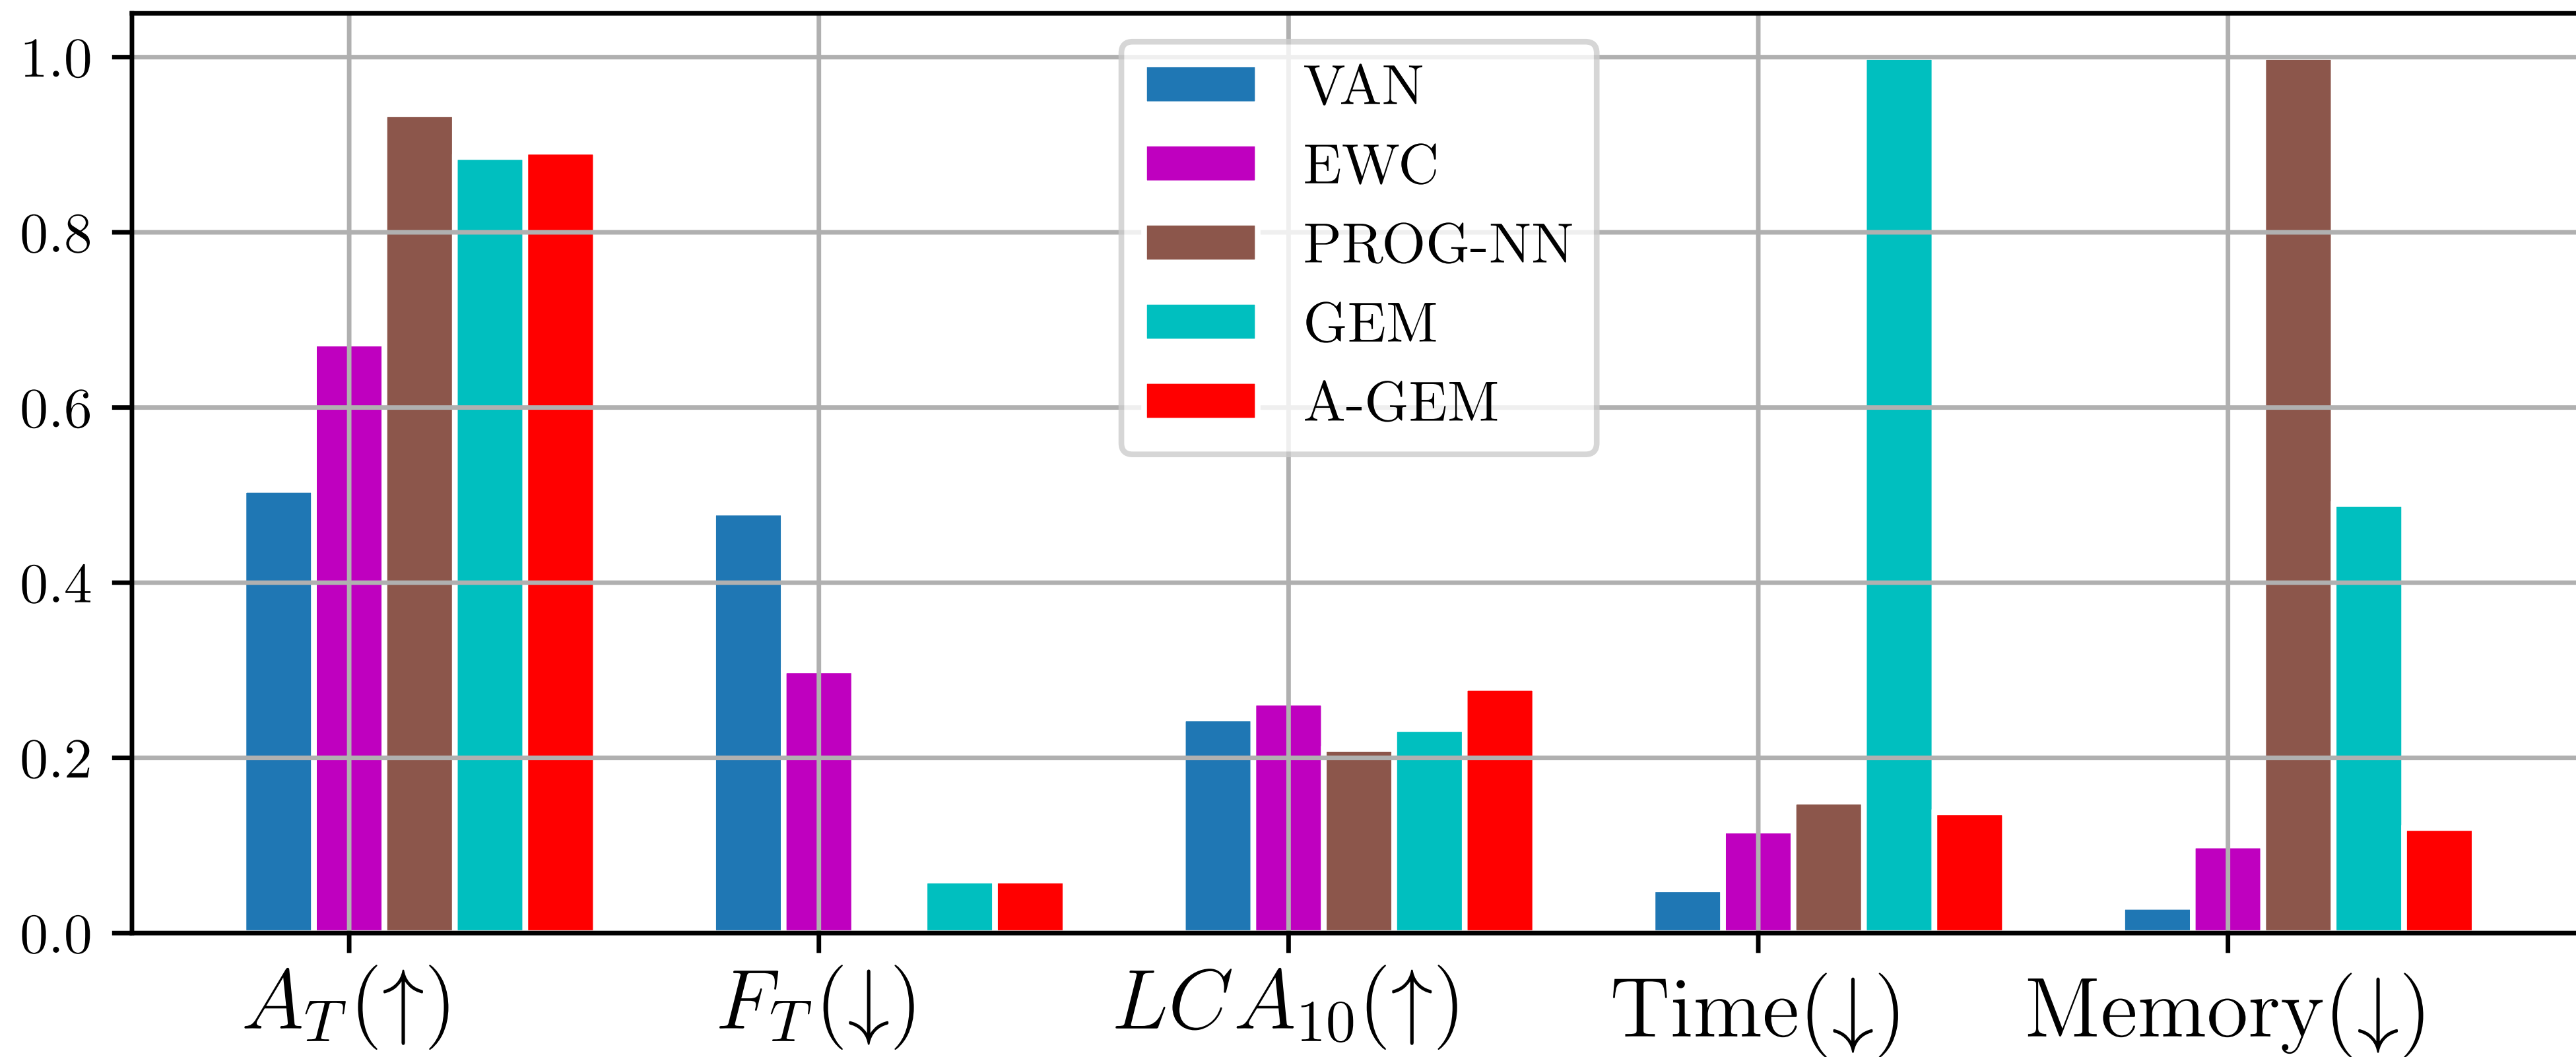 1.0
0.8
0.6
0.4
0.2
0.0
VAN
EWC
PROG-NN
GEM
A-GEM
A_T(↑) F_T(↓) LCA_10(↑) Time(↓) Memory(↓)